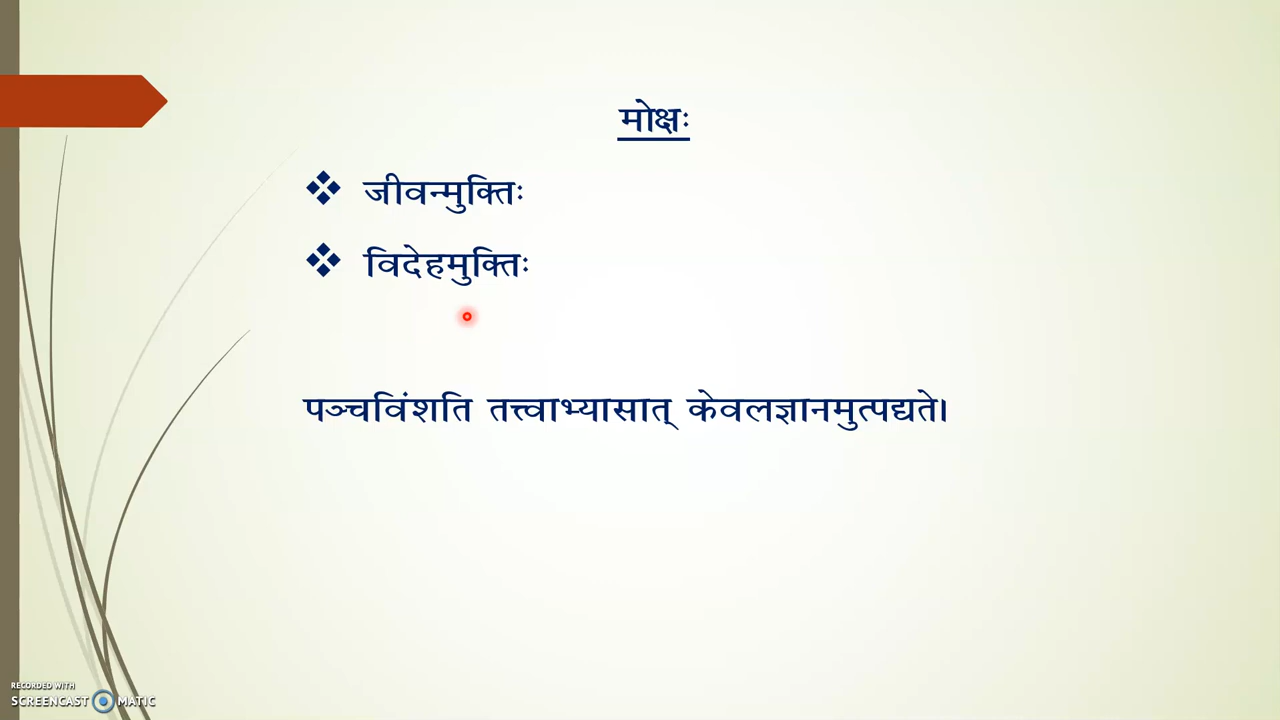 मोक्षः
जीवन्मुक्तिः
विदेहमुक्तिः
पञ्चविंशति तत्त्वाभ्यासात् केवलज्ञानमुत्पद्यते।
RECORDED WITH
SCREENCAST MATIC